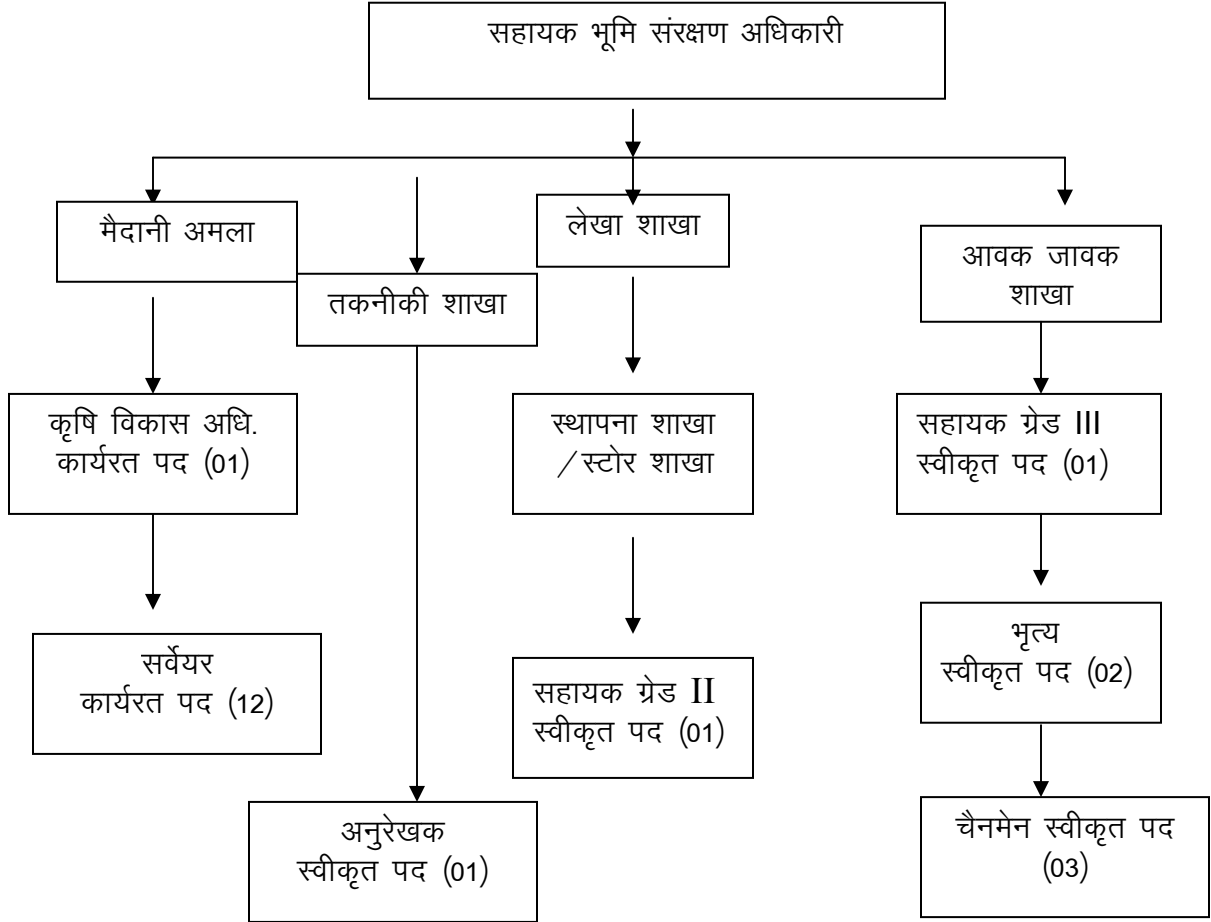 सहायक भूमि संरक्षण अधिकारी
मैदानी अमला
तकनीकी शाखा
लेखा शाखा
आवक जावक
शाखा
कृषि विकास अधि.
कार्यरत पद (01)
स्थापना शाखा
/स्टोर शाखा
सहायक ग्रेड III
स्वीकृत पद (01)
सर्वेयर
कार्यरत पद (12)
सहायक ग्रेड II
स्वीकृत पद (01)
भृत्य
स्वीकृत पद (02)
अनुरेखक
स्वीकृत पद (01)
चैनमेन स्वीकृत पद
(03)